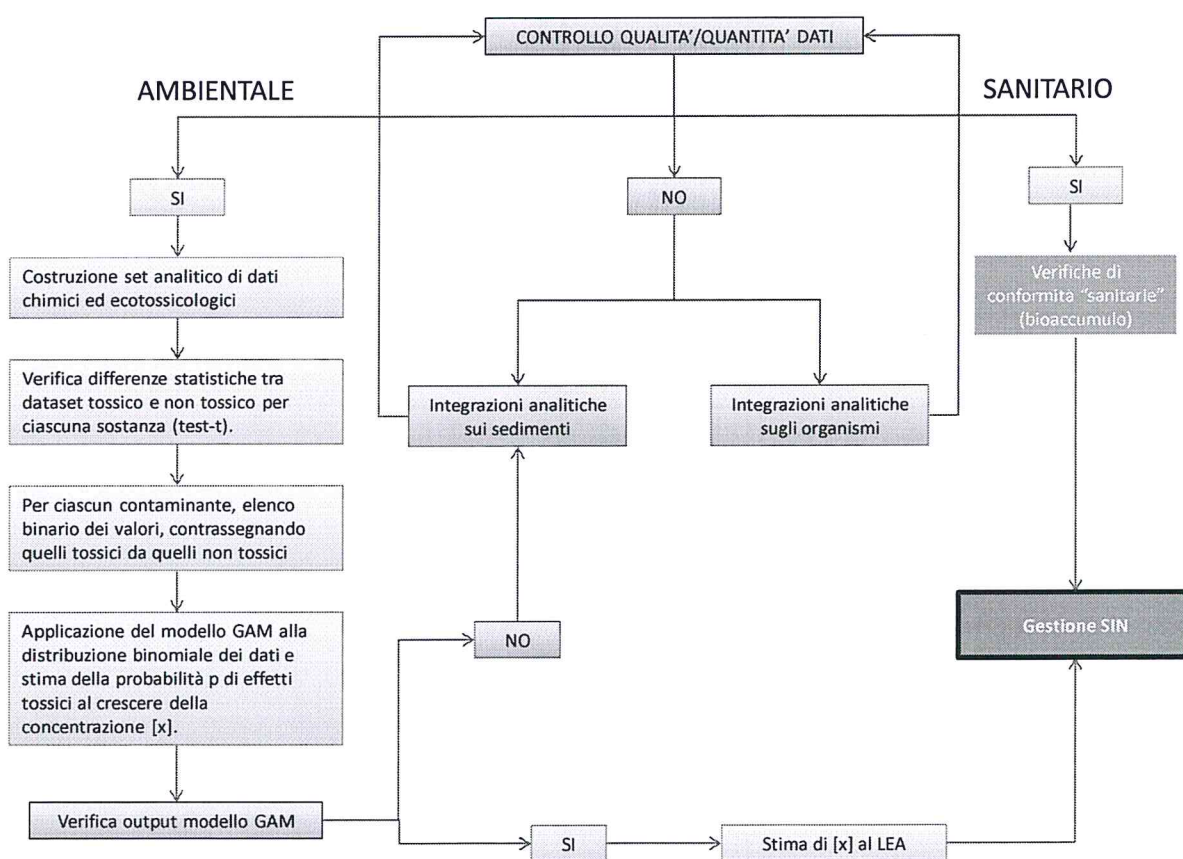 CONTROLLO QUALITA'/QUANTITA' DATI
AMBIENTALE
SANITARIO
SI
NO
SI
Costruzione set analitico di dati
chimici ed ecotossicologici
Verifiche di
conformità "sanitarie"
(bioaccumulo)
Verifica differenze statistiche tra
dataset tossico e non tossico per
ciascuna sostanza (test-t).
Integrazioni analitiche
sui sedimenti
Integrazioni analitiche
sugli organismi
Per ciascun contaminante, elenco
binario dei valori, contrassegnando
quelli tossici da quelli non tossici
Applicazione del modello GAM alla
distribuzione binomiale dei dati e
stima della probabilità p di effetti
tossici al crescere della
concentrazione [x].
NO
Gestione SIN
Verifica output modello GAM
SI
Stima di [x] al LEA